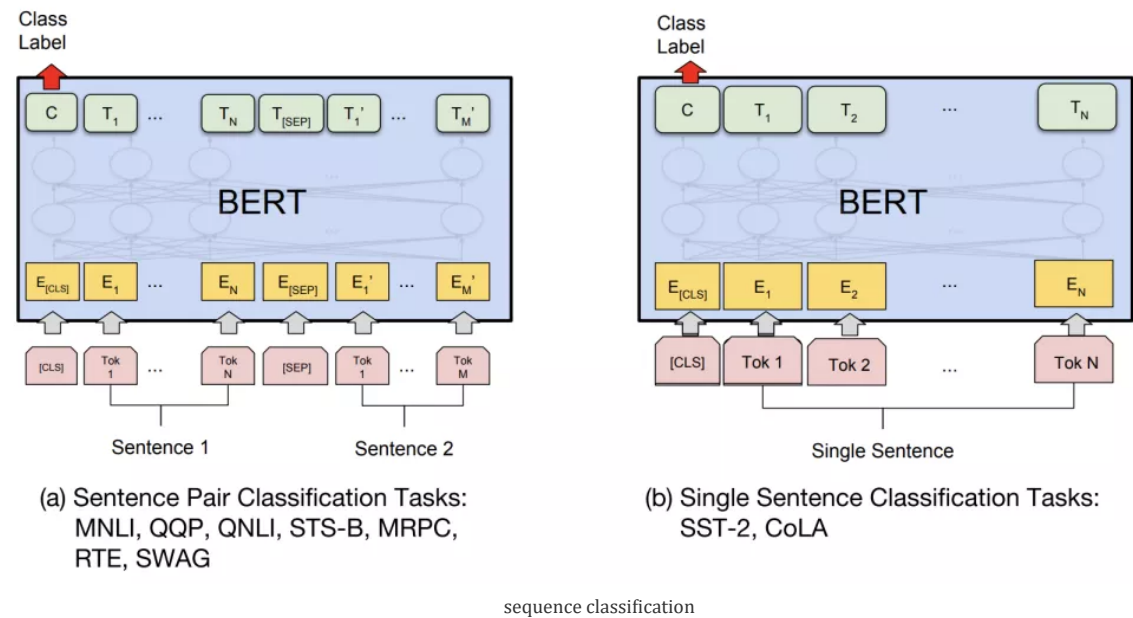 Class
Label
C T1 ... TN T[SEP] T1' ... TM'
...
BERT
...
E[CLS] E1 ... EN E[SEP] E1' ... EM'
[CLS] Tok 1 ... Tok N [SEP] Tok 1 ... Tok M
Sentence 1 Sentence 2
(a) Sentence Pair Classification Tasks:
MNLI, QQP, QNLI, STS-B, MRPC,
RTE, SWAG
Class
Label
C T1 T2 ... TN
...
BERT
...
E[CLS] E1 E2 ... EN
[CLS] Tok 1 Tok 2 ... Tok N
Single Sentence
(b) Single Sentence Classification Tasks:
SST-2, CoLA
sequence classification